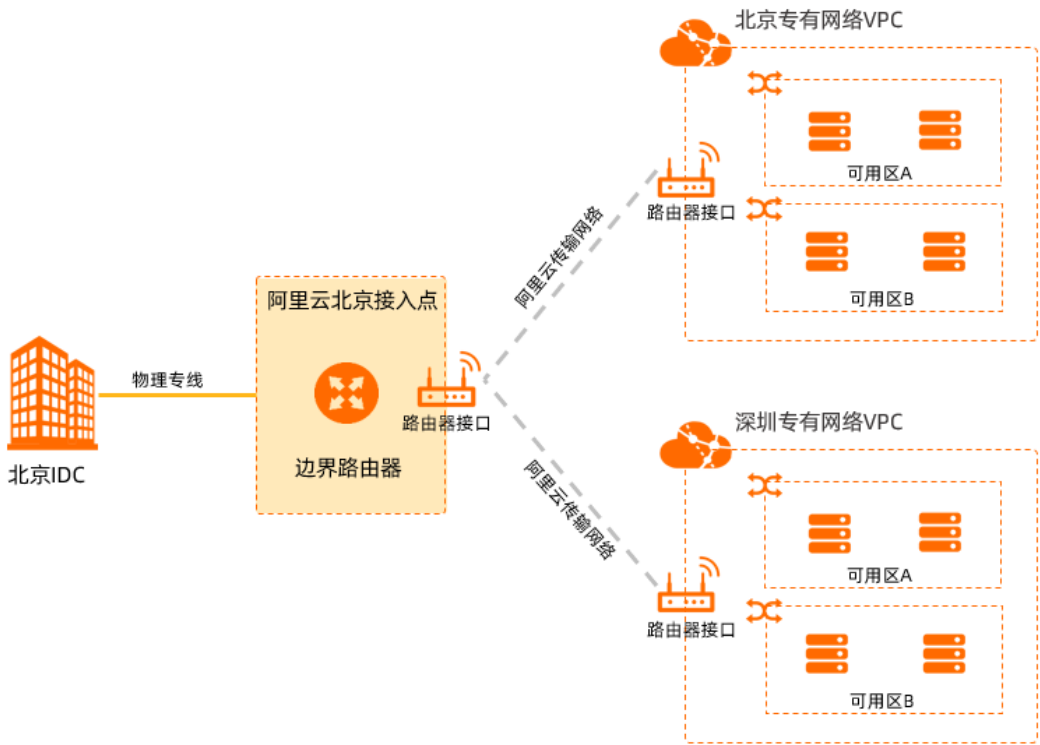 北京专有网络VPC
可用区A
路由器接口
可用区B
阿里云传输网络
阿里云北京接入点
物理专线
路由器接口
边界路由器
北京IDC
阿里云传输网络
深圳专有网络VPC
可用区A
路由器接口
可用区B